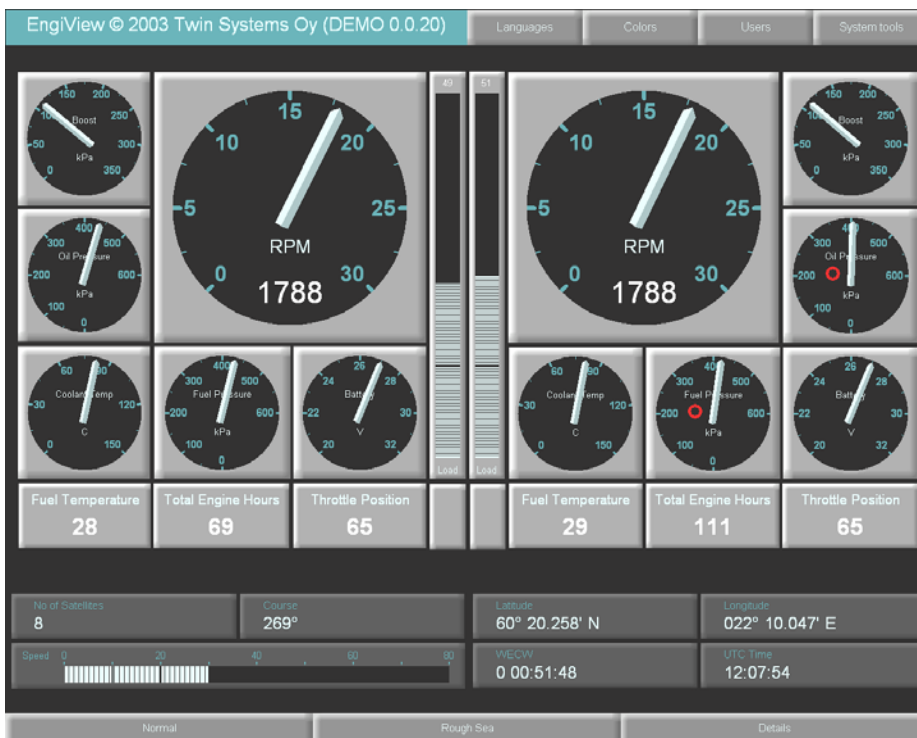 EngiView © 2003 Twin Systems Oy (DEMO 0.0.20)
Languages
Colors
Users
System tools
0 50 100 150 200 250 300 350
Boost
kPa
0 5 10 15 20 25 30
RPM
1788
49
51
0 5 10 15 20 25 30
RPM
1788
0 50 100 150 200 250 300 350
Boost
kPa
0 100 200 300 400 500 600
Oil Pressure
kPa
0 100 200 300 400 500 600
Oil Pressure
kPa
30 60 90 120 150
Coolant Temp
C
0 100 200 300 400 500 600
Fuel Pressure
kPa
20 22 24 26 28 30 32
Battery
V
Load
Load
30 60 90 120 150
Coolant Temp
C
0 100 200 300 400 500 600
Fuel Pressure
kPa
20 22 24 26 28 30 32
Battery
V
Fuel Temperature
28
Total Engine Hours
69
Throttle Position
65
Fuel Temperature
29
Total Engine Hours
111
Throttle Position
65
No of Satellites
8
Course
269°
Latitude
60° 20.258' N
Longitude
022° 10.047' E
Speed 0 20 40 60 80
WECW
0 00:51:48
UTC Time
12:07:54
Normal
Rough Sea
Details